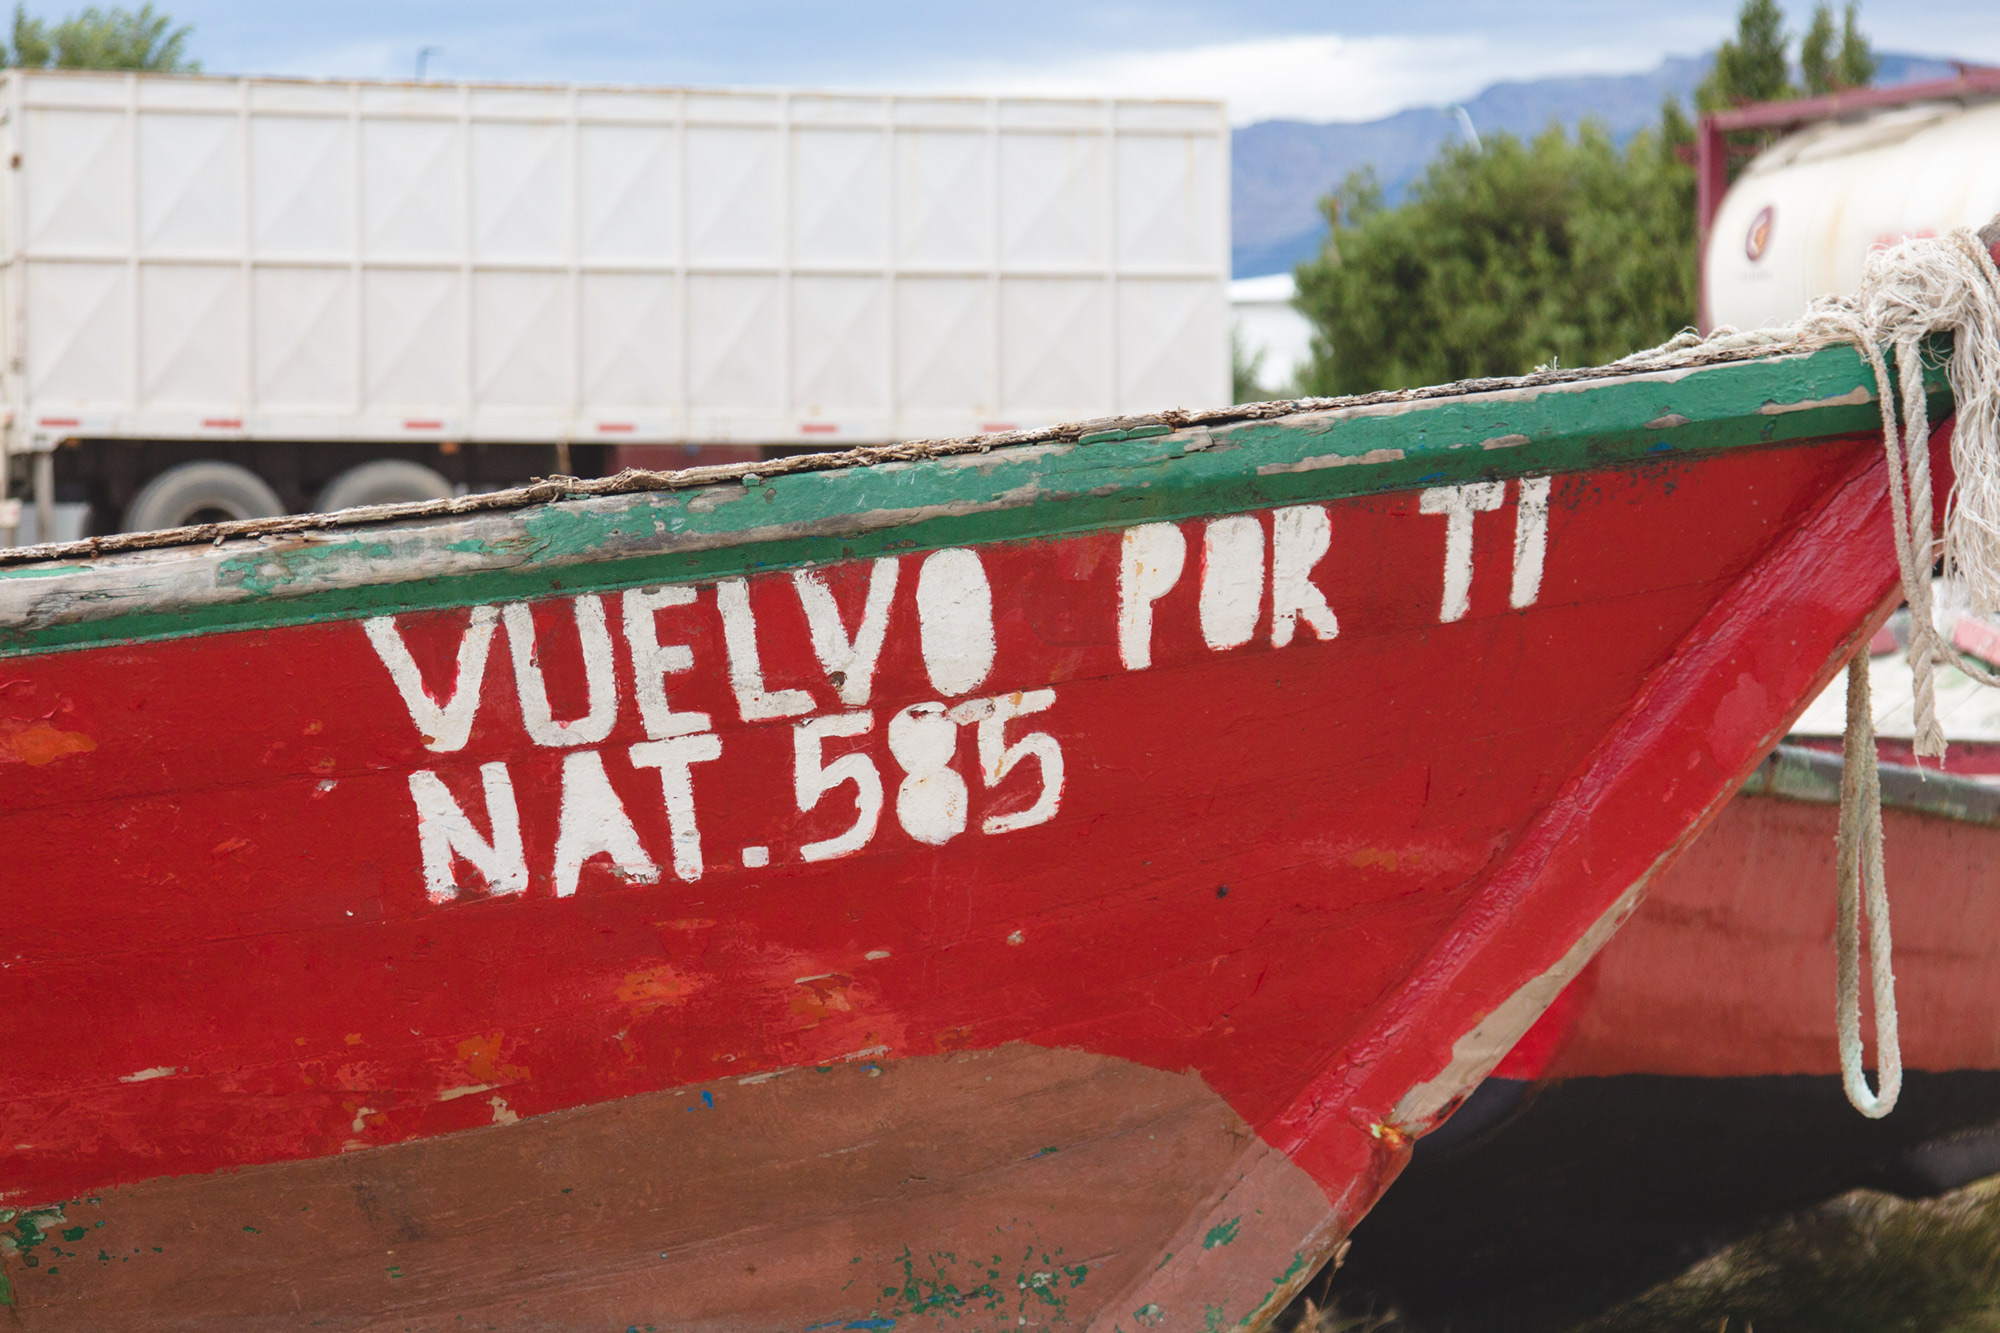 VUELVO POR TI
NAT. 585